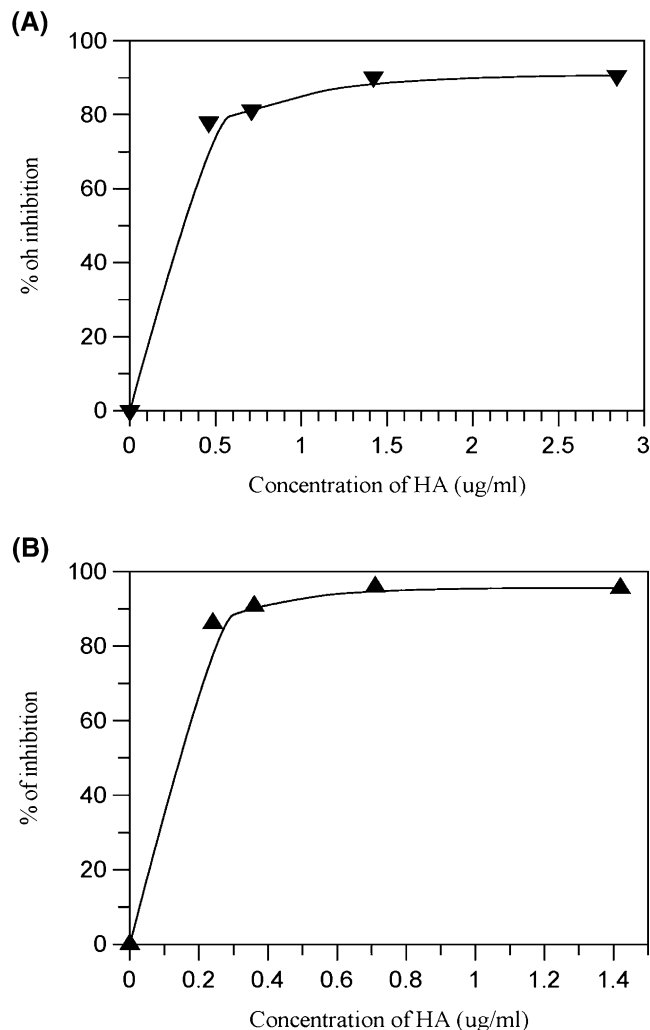 (A)
100
80
60
40
20
0
% oh inhibition
0 0.5 1 1.5 2 2.5 3
Concentration of HA (ug/ml)
(B)
100
80
60
40
20
0
% of inhibition
0 0.2 0.4 0.6 0.8 1 1.2 1.4
Concentration of HA (ug/ml)